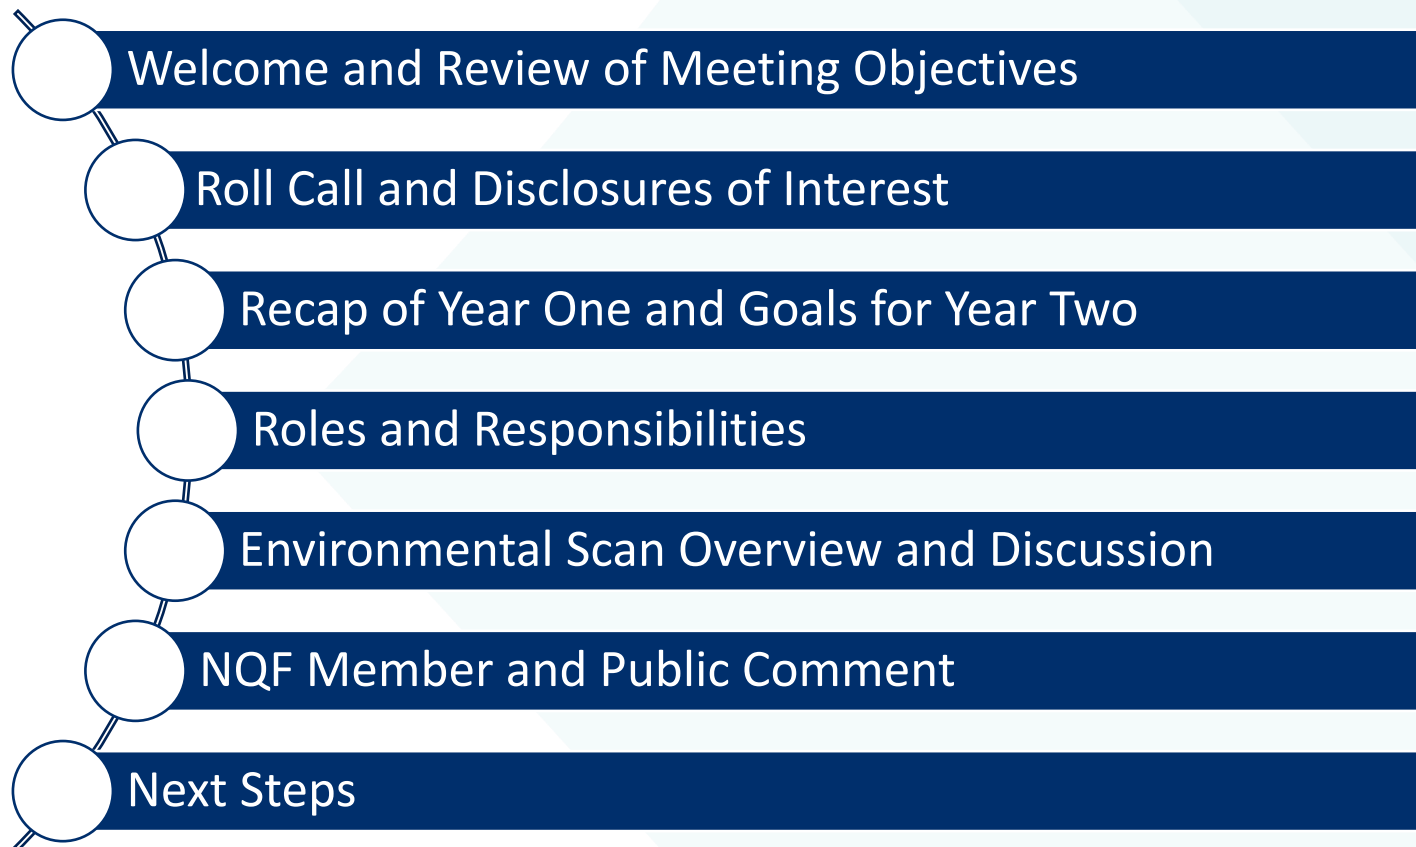 Welcome and Review of Meeting Objectives
Roll Call and Disclosures of Interest
Recap of Year One and Goals for Year Two
Roles and Responsibilities
Environmental Scan Overview and Discussion
NQF Member and Public Comment
Next Steps